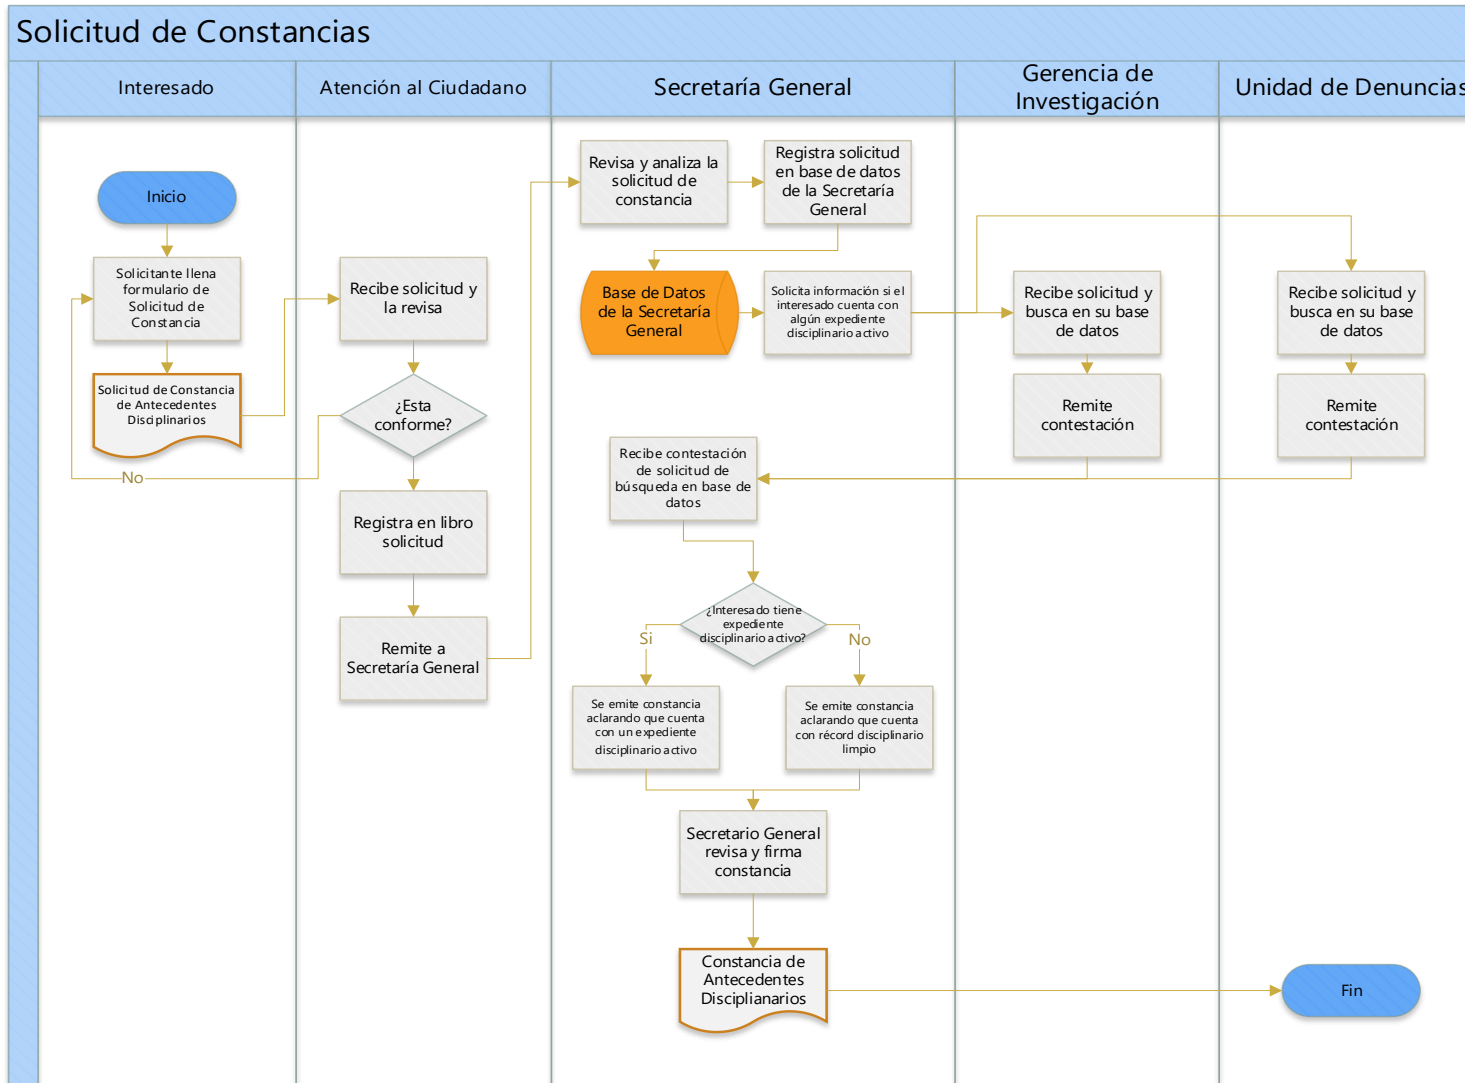 Solicitud de Constancias
Interesado
Atención al Ciudadano
Secretaría General
Gerencia de
Investigación
Unidad de Denuncias
Inicio
Solicitante llena
formulario de
Solicitud de
Constancia
Solicitud de Constancia
de Antecedentes
Disciplinarios
No
Recibe solicitud y
la revisa
¿Esta
conforme?
Registra en libro
solicitud
Remite a
Secretaría General
Revisa y analiza la
solicitud de
constancia
Registra solicitud
en base de datos
de la Secretaría
General
Base de Datos
de la Secretaría
General
Solicita información si el
interesado cuenta con
algún expediente
disciplinario activo
Recibe solicitud y
busca en su base
de datos
Recibe solicitud y
busca en su base
de datos
Remite
contestación
Remite
contestación
Recibe contestación
de solicitud de
búsqueda en base de
datos
¿Interesado tiene
expediente
disciplinario activo?
Si
No
Se emite constancia
aclarando que cuenta
con un expediente
disciplinario activo
Se emite constancia
aclarando que cuenta
con récord disciplinario
limpio
Secretario General
revisa y firma
constancia
Constancia de
Antecedentes
Disciplianarios
Fin